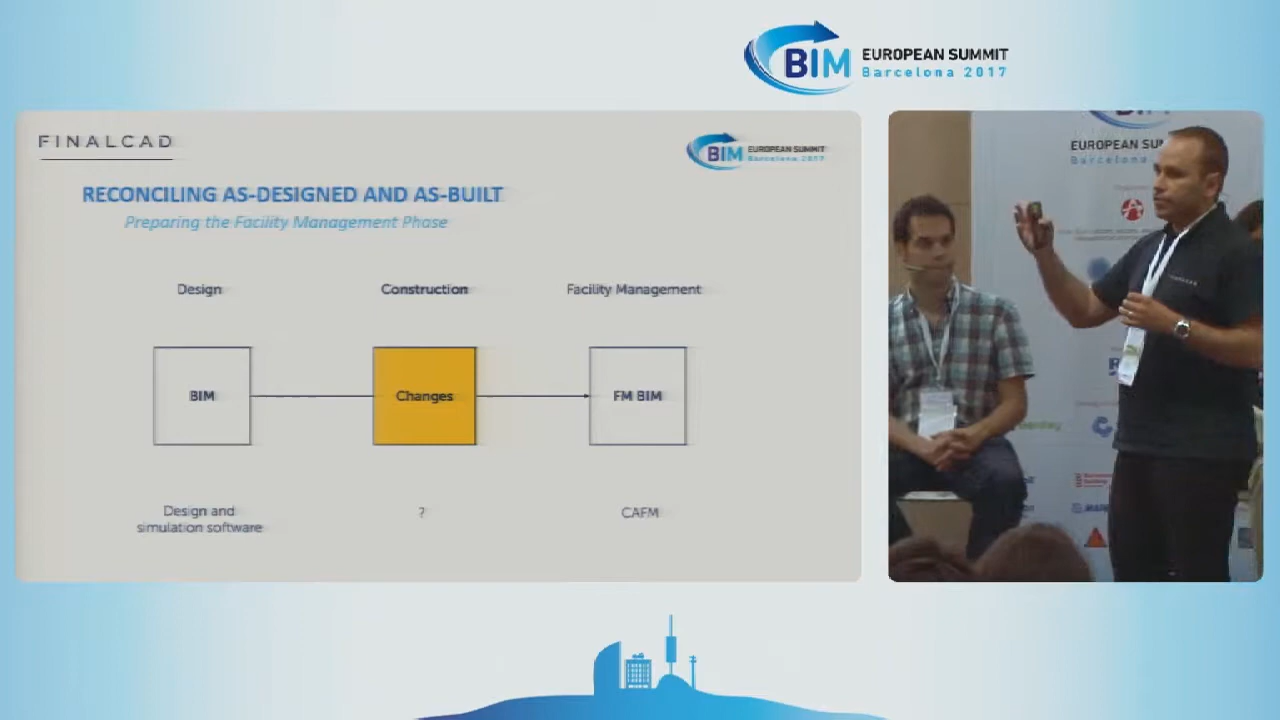 BIM EUROPEAN SUMMIT
Barcelona 2017
FINALCAD
BIM EUROPEAN SUMMIT
Barcelona 2017
RECONCILING AS-DESIGNED AND AS-BUILT
Preparing the Facility Management Phase
Design
Construction
Facility Management
BIM
Changes
FM BIM
Design and
simulation software
?
CAFM
BIM
EUROPEAN
Barcelona